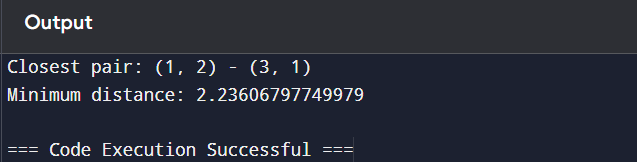 Output
Closest pair: (1, 2) - (3, 1)
Minimum distance: 2.23606797749979
=== Code Execution Successful ===